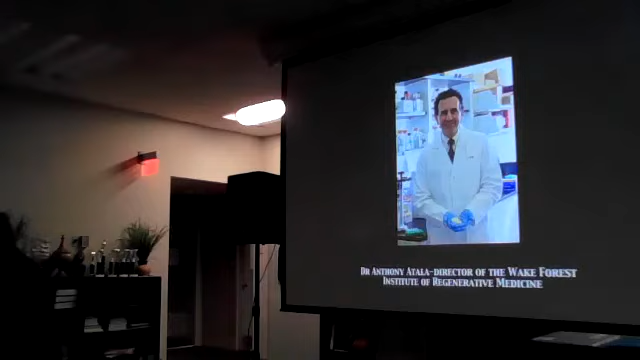 Dr Anthony Atala-director of the Wake Forest
Institute of Regenerative Medicine